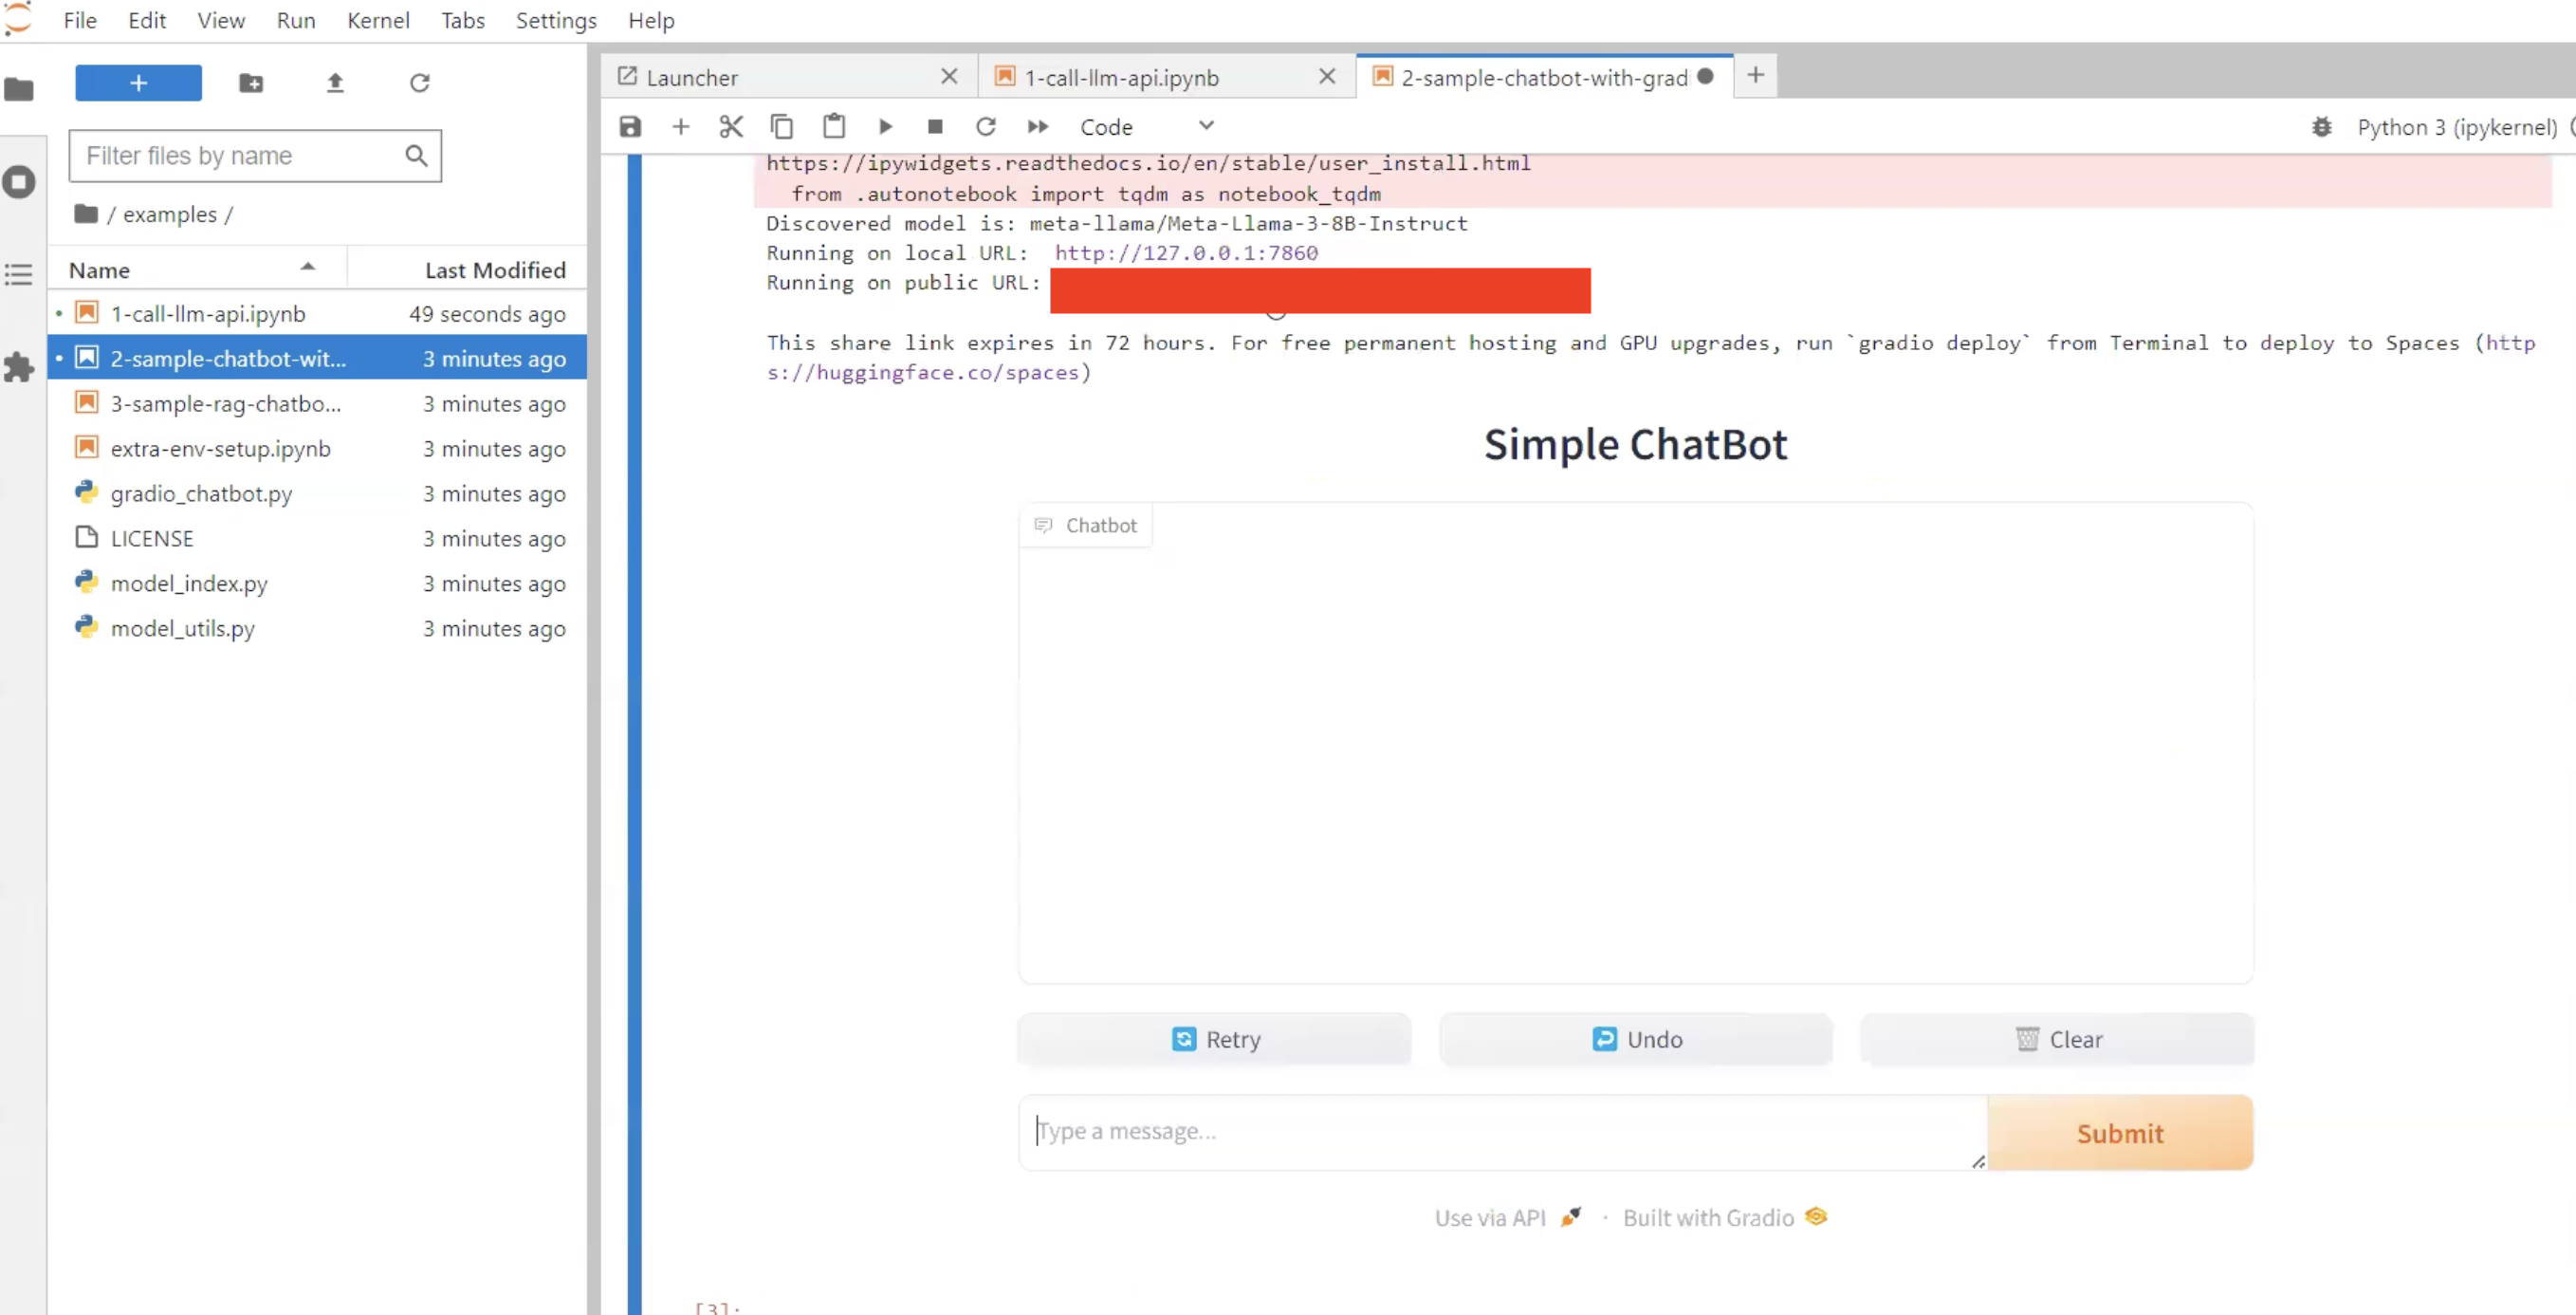 File Edit View Run Kernel Tabs Settings Help
+
Filter files by name
/ examples /
Name Last Modified
1-call-llm-api.ipynb 49 seconds ago
2-sample-chatbot-wit... 3 minutes ago
3-sample-rag-chatbo... 3 minutes ago
extra-env-setup.ipynb 3 minutes ago
gradio_chatbot.py 3 minutes ago
LICENSE 3 minutes ago
model_index.py 3 minutes ago
model_utils.py 3 minutes ago
Launcher 1-call-llm-api.ipynb 2-sample-chatbot-with-grad
Code Python 3 (ipykernel)
https://ipywidgets.readthedocs.io/en/stable/user_install.html
from .autonotebook import tqdm as notebook_tqdm
Discovered model is: meta-llama/Meta-Llama-3-8B-Instruct
Running on local URL: http://127.0.0.1:7860
Running on public URL:
This share link expires in 72 hours. For free permanent hosting and GPU upgrades, run `gradio deploy` from Terminal to deploy to Spaces (http
s://huggingface.co/spaces)
Simple ChatBot
Chatbot
Retry Undo Clear
Type a message...
Submit
Use via API · Built with Gradio
[3]: